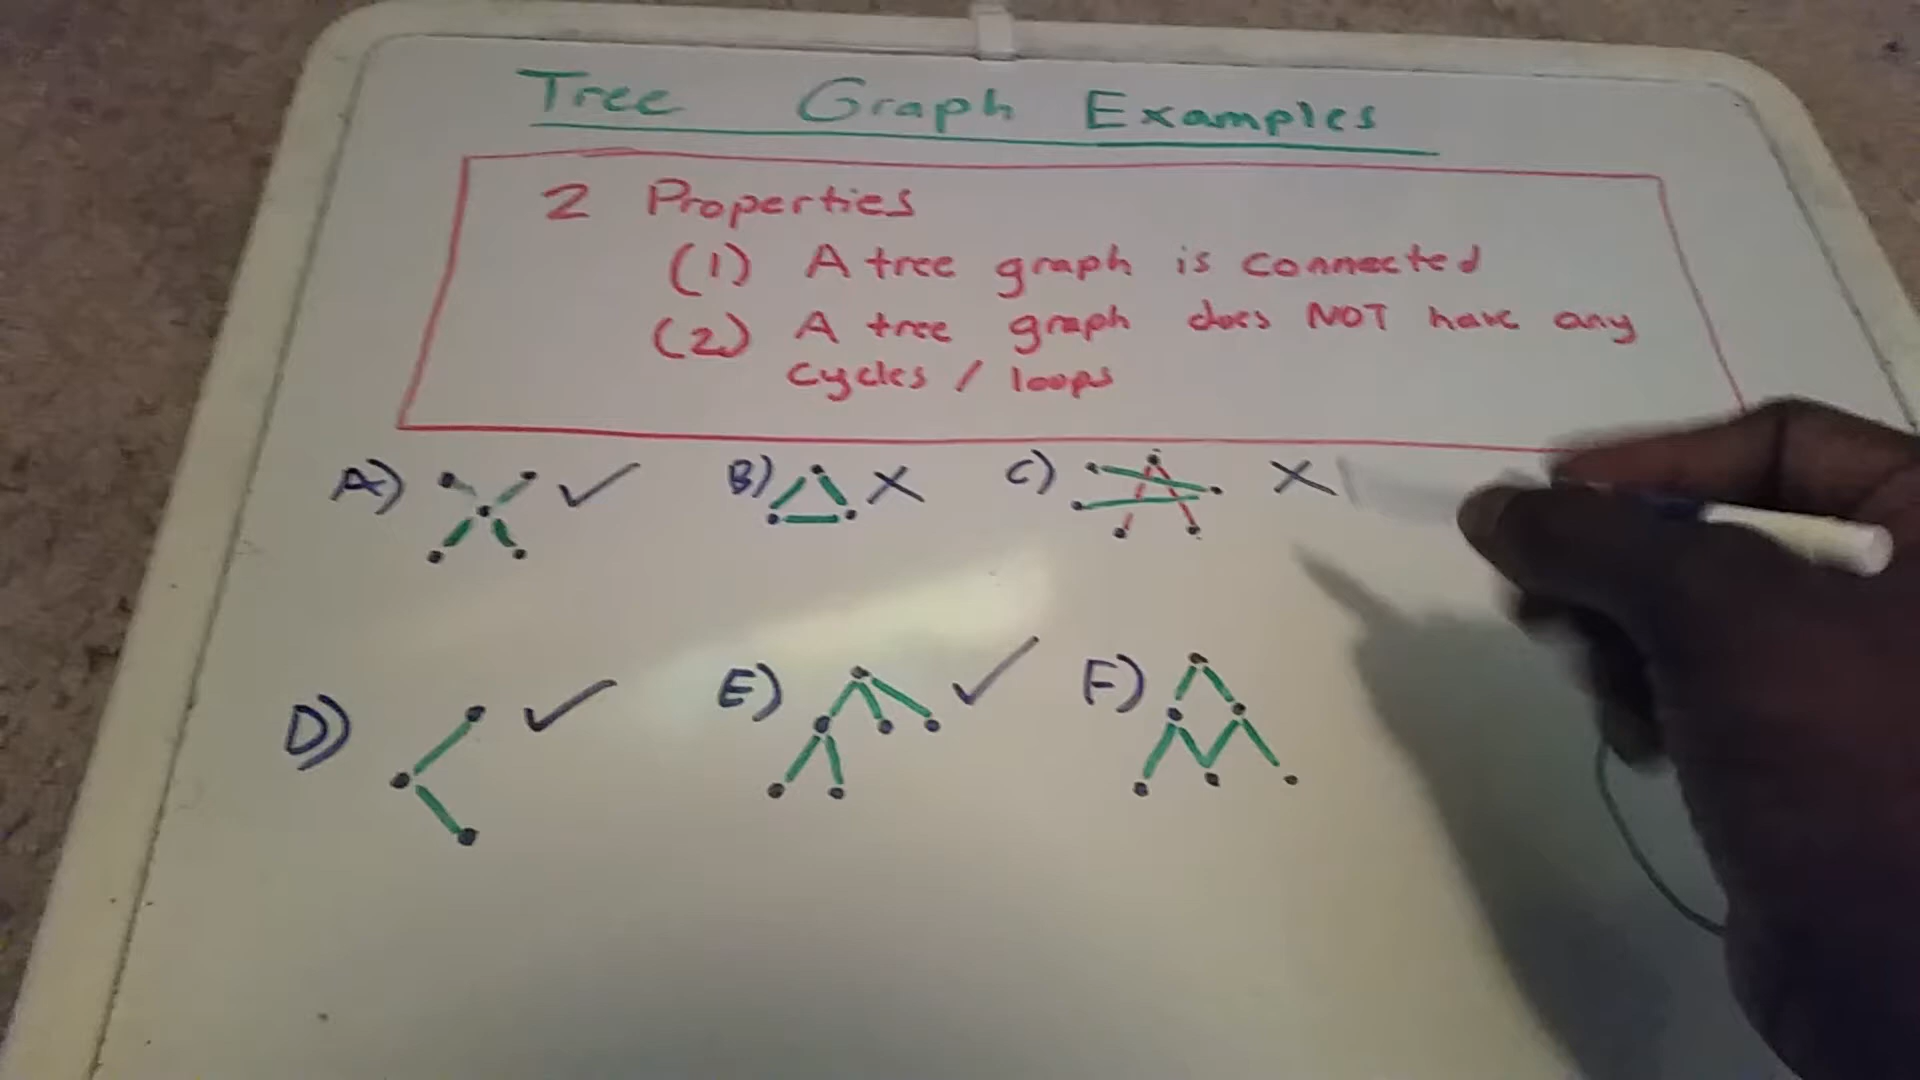 Tree Graph Examples
2 Properties
(1) A tree graph is connected
(2) A tree graph does NOT have any
cycles / loops
A) ✓ B) X C) X
D) ✓ E) ✓ F)